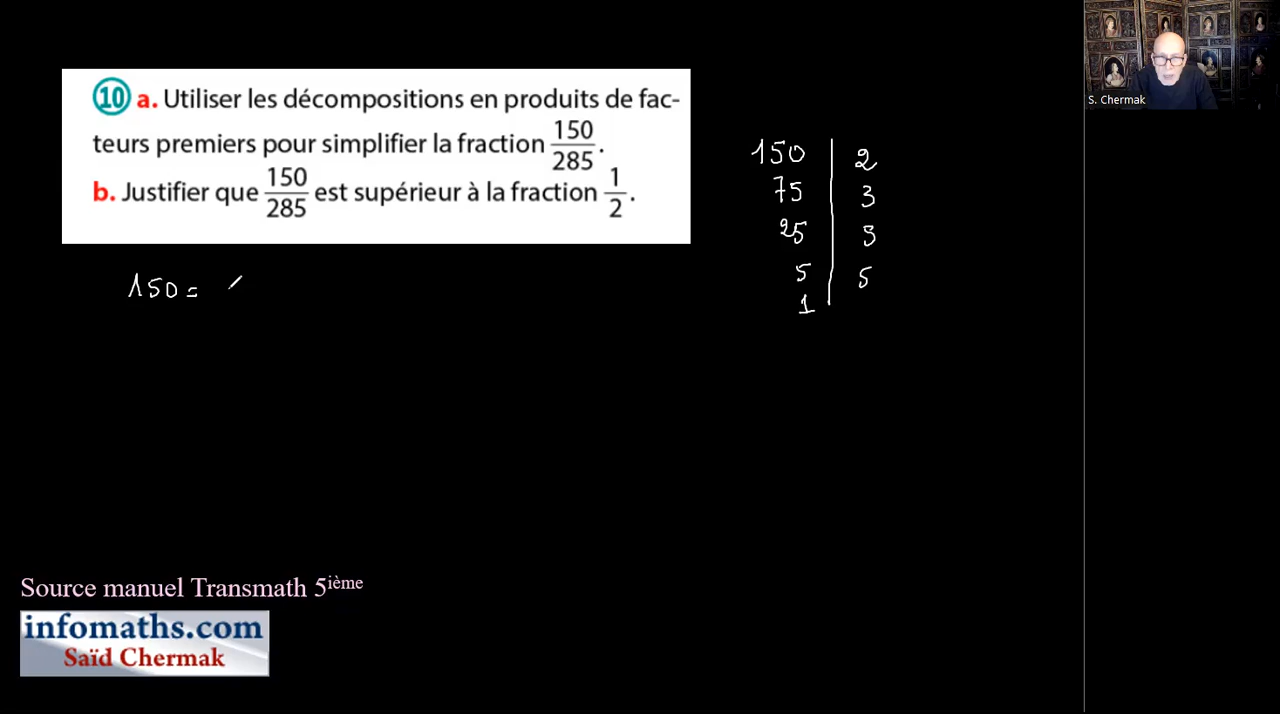 10 a. Utiliser les décompositions en produits de fac-
teurs premiers pour simplifier la fraction 150/285.
b. Justifier que 150/285 est supérieur à la fraction 1/2.
150 | 2
75 | 3
25 | 5
5 | 5
1 |
150 =
S. Chermak
Source manuel Transmath 5ième
infomaths.com
Saïd Chermak